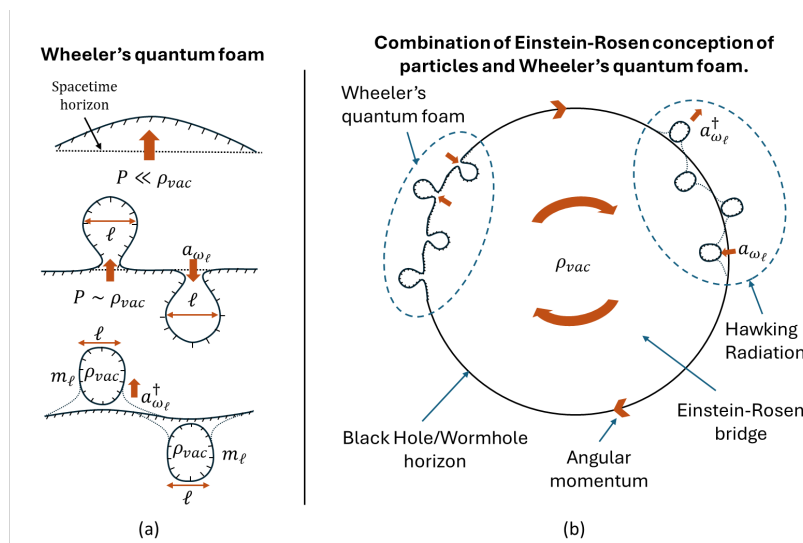 Wheeler's quantum foam
Spacetime
horizon
P ≪ ρ_vac
ℓ
a_ωℓ
ℓ
P ~ ρ_vac
ℓ
m_ℓ
ρ_vac
a†_ωℓ
ρ_vac
m_ℓ
ℓ
(a)
Combination of Einstein-Rosen conception of
particles and Wheeler's quantum foam.
Wheeler's
quantum foam
a†_ωℓ
a_ωℓ
ρ_vac
Hawking
Radiation
Einstein-Rosen
bridge
Black Hole/Wormhole
horizon
Angular
momentum
(b)